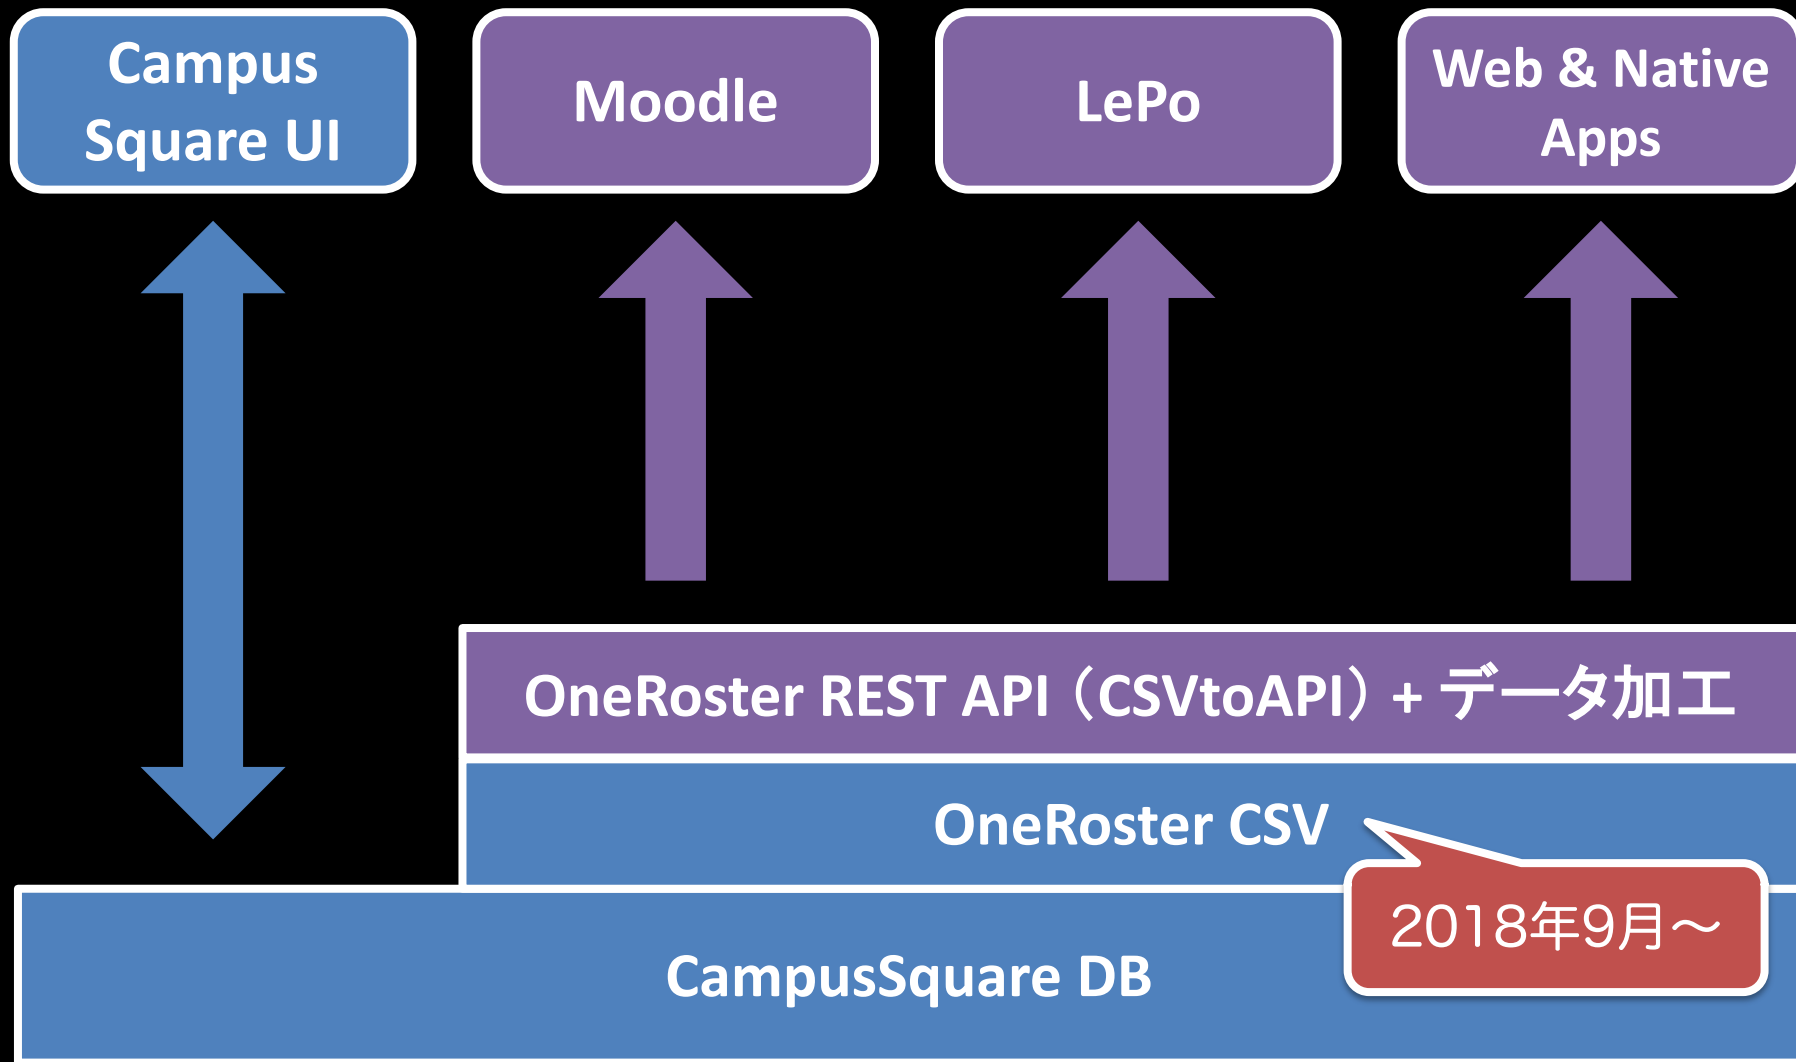 Campus
Square UI
Moodle
LePo
Web & Native
Apps
OneRoster REST API（CSVtoAPI）+ データ加工
OneRoster CSV
2018年9月～
CampusSquare DB